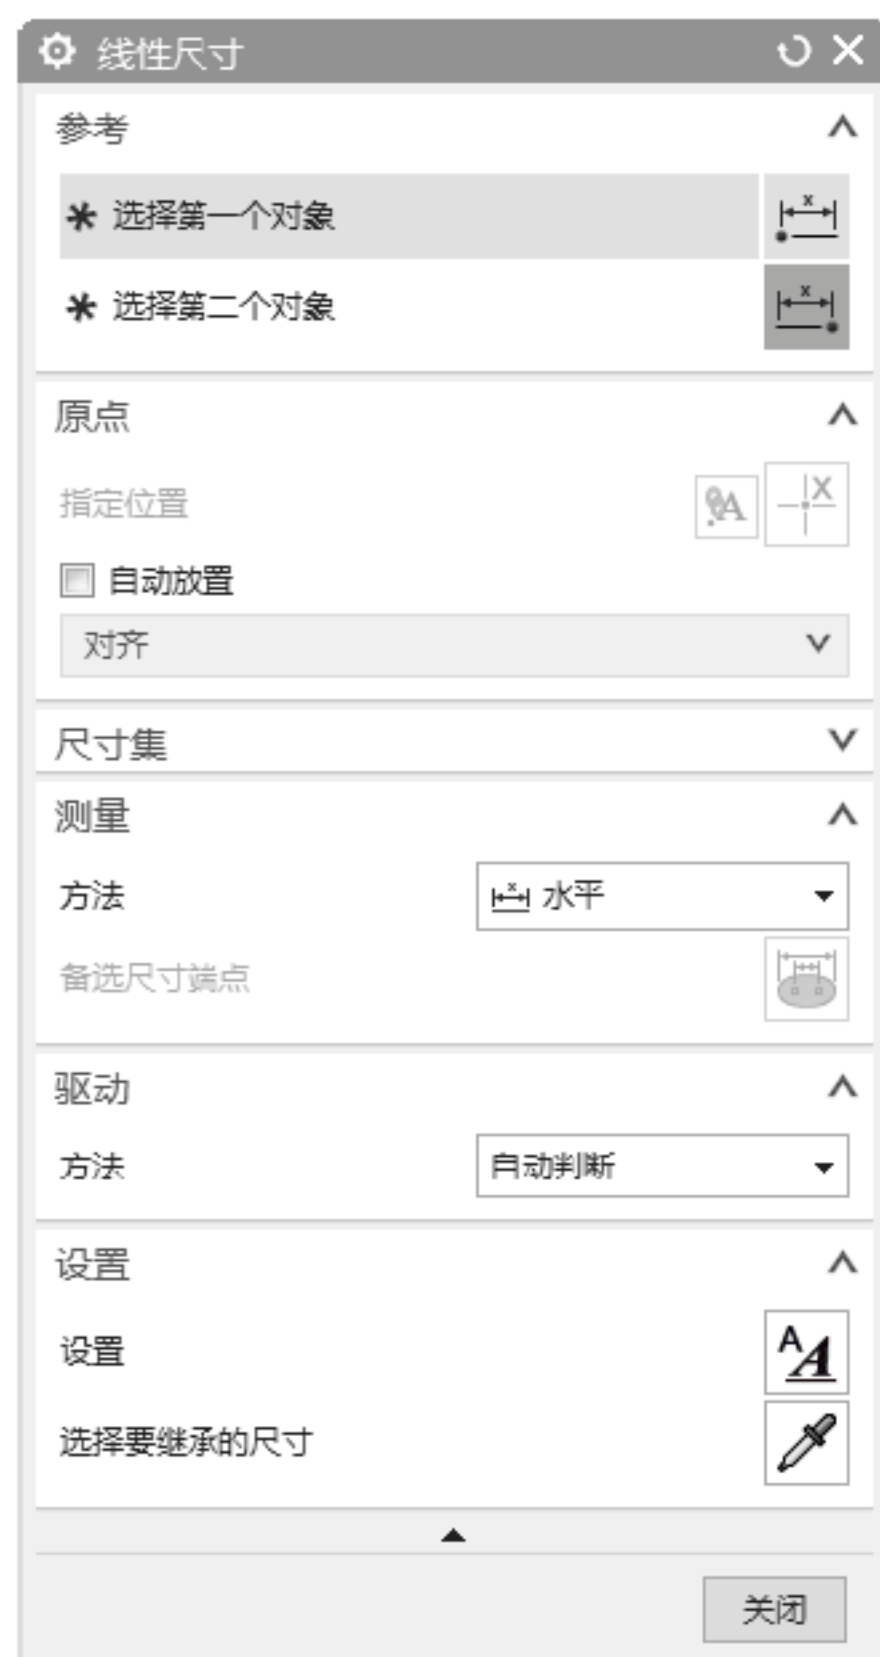 线性尺寸
参考
* 选择第一个对象
* 选择第二个对象
原点
指定位置
自动放置
对齐
尺寸集
测量
方法 水平
备选尺寸端点
驱动
方法 自动判断
设置
设置
选择要继承的尺寸
关闭